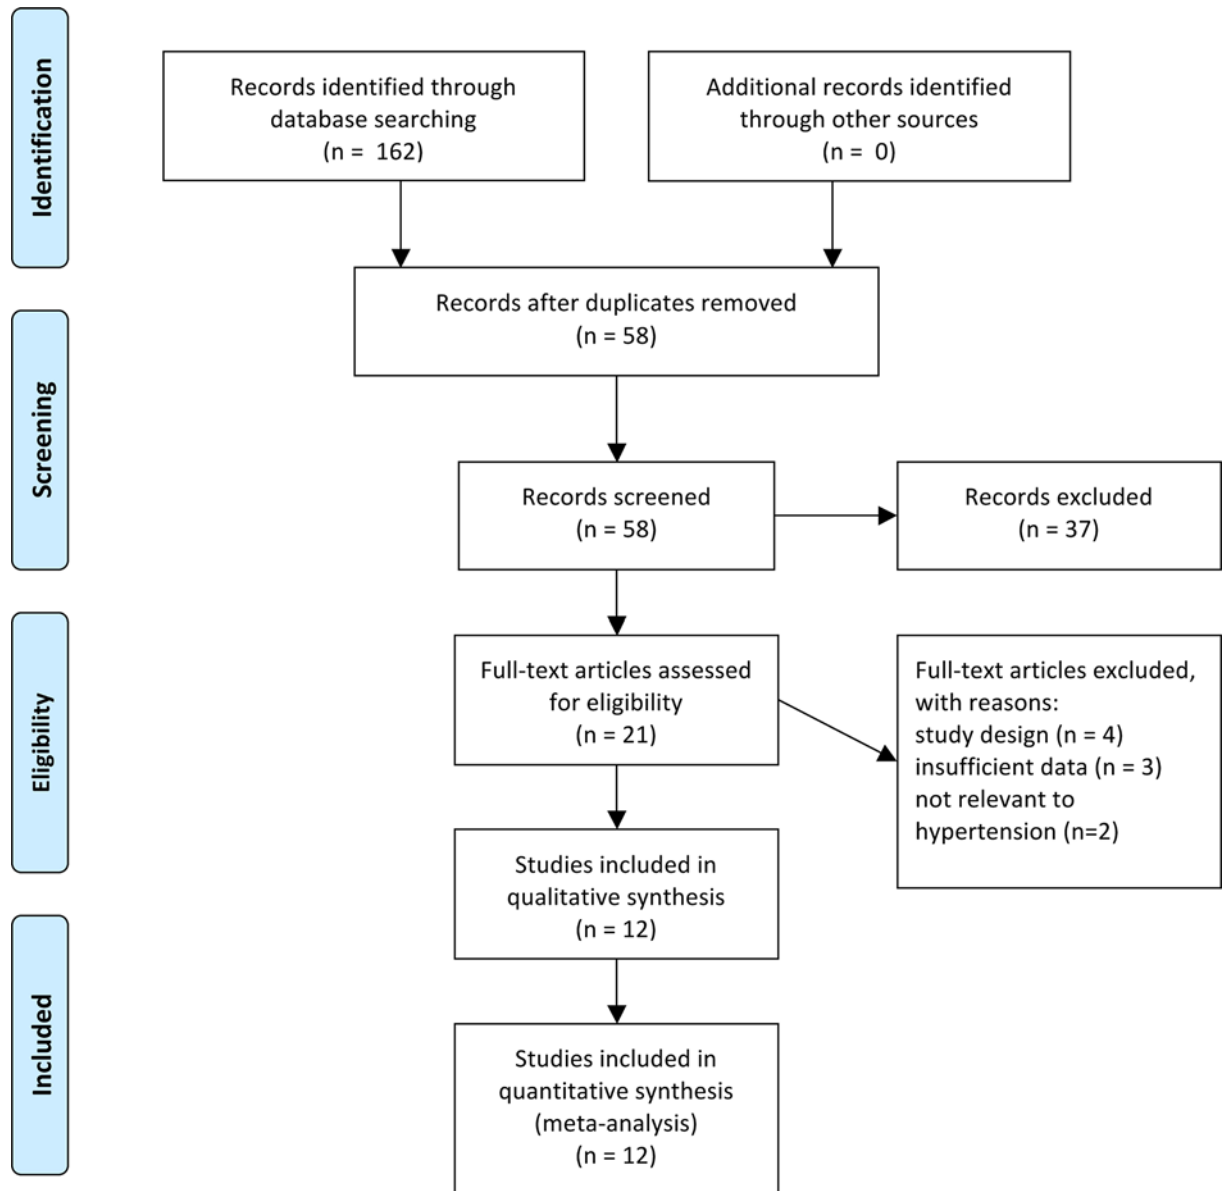 Identification
Records identified through
database searching
(n = 162)
Additional records identified
through other sources
(n = 0)
Records after duplicates removed
(n = 58)
Screening
Records screened
(n = 58)
Records excluded
(n = 37)
Eligibility
Full-text articles assessed
for eligibility
(n = 21)
Full-text articles excluded,
with reasons:
study design (n = 4)
insufficient data (n = 3)
not relevant to
hypertension (n=2)
Studies included in
qualitative synthesis
(n = 12)
Included
Studies included in
quantitative synthesis
(meta-analysis)
(n = 12)